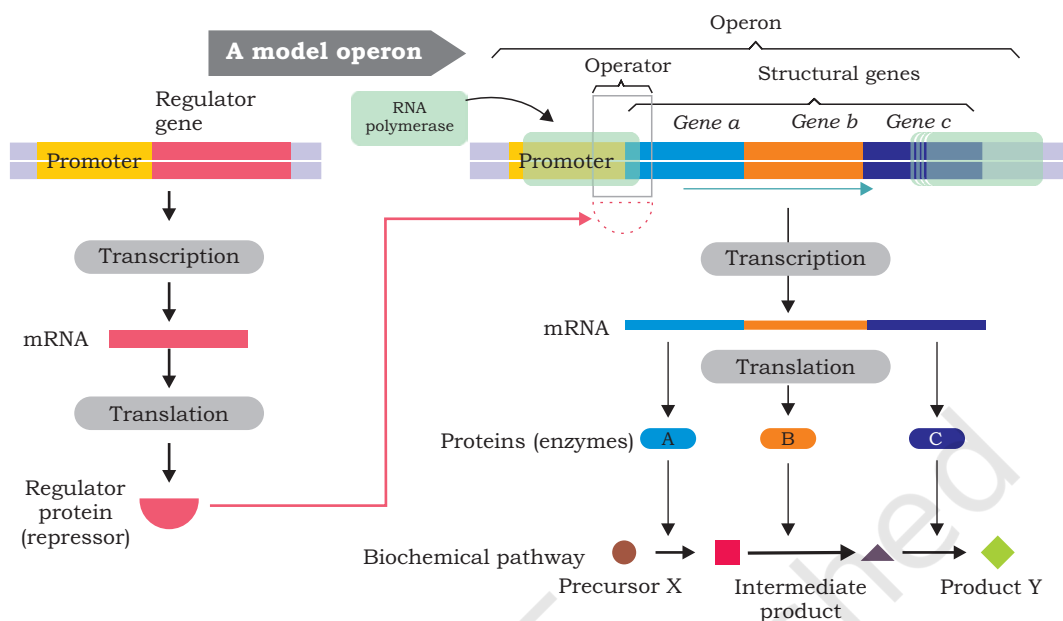 A model operon
Operon
Operator
Structural genes
Regulator
gene
RNA
polymerase
Gene a
Gene b
Gene c
Promoter
Promoter
Transcription
Transcription
mRNA
mRNA
Translation
Translation
Proteins (enzymes)
A
B
C
Regulator
protein
(repressor)
Biochemical pathway
Precursor X
Intermediate
product
Product Y